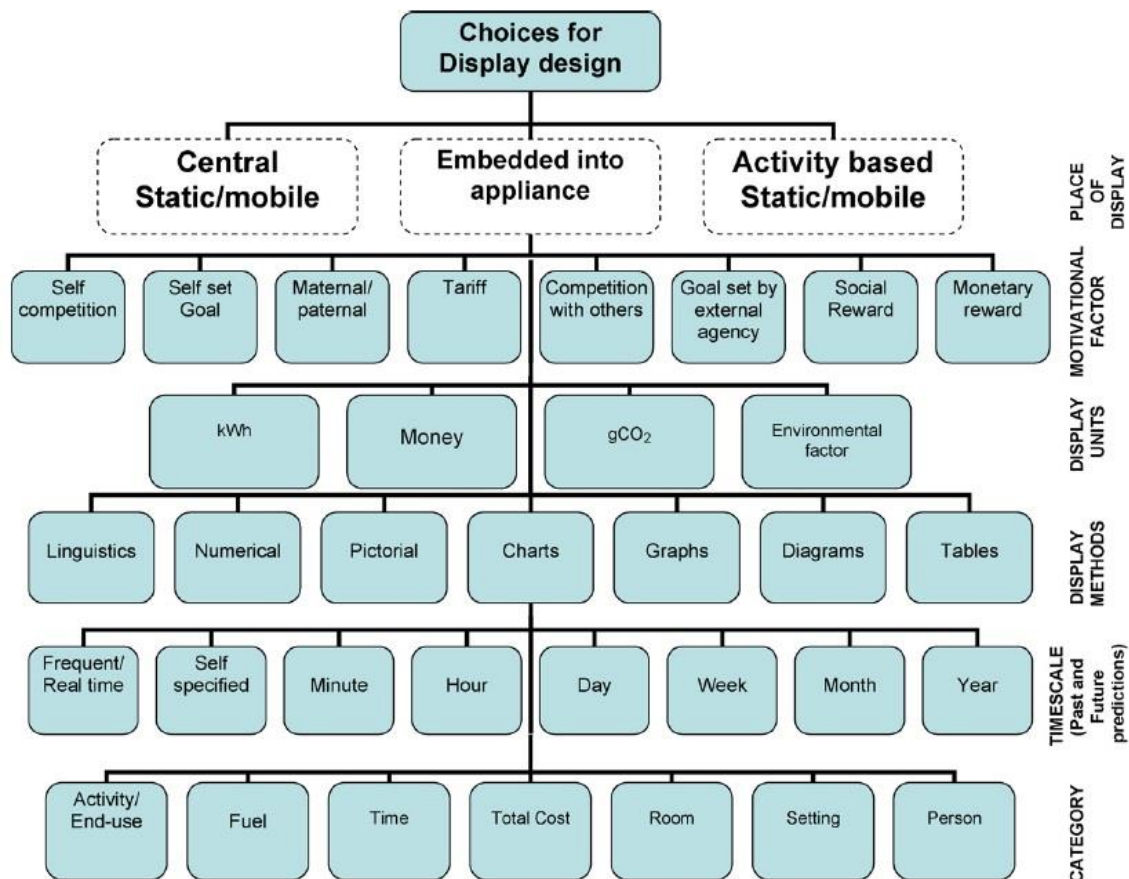 Choices for
Display design
Central
Static/mobile
Embedded into
appliance
Activity based
Static/mobile
PLACE
OF
DISPLAY
Self
competition
Self set
Goal
Maternal/
paternal
Tariff
Competition
with others
Goal set by
external
agency
Social
Reward
Monetary
reward
MOTIVATIONAL
FACTOR
kWh
Money
gCO₂
Environmental
factor
DISPLAY
UNITS
Linguistics
Numerical
Pictorial
Charts
Graphs
Diagrams
Tables
DISPLAY
METHODS
Frequent/
Real time
Self
specified
Minute
Hour
Day
Week
Month
Year
TIMESCALE
(Past and
Future
predictions)
Activity/
End-use
Fuel
Time
Total Cost
Room
Setting
Person
CATEGORY